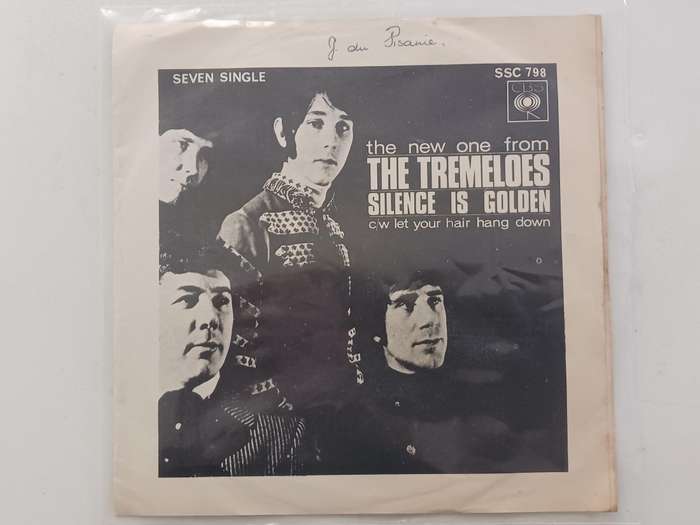 J du Pisanie.
SEVEN SINGLE
SSC 798
CBS
the new one from
THE TREMELOES
SILENCE IS GOLDEN
c/w let your hair hang down